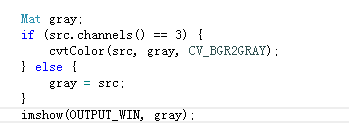 Mat gray;
if (src.channels() == 3) {
    cvtColor(src, gray, CV_BGR2GRAY);
} else {
    gray = src;
}
imshow(OUTPUT_WIN, gray);